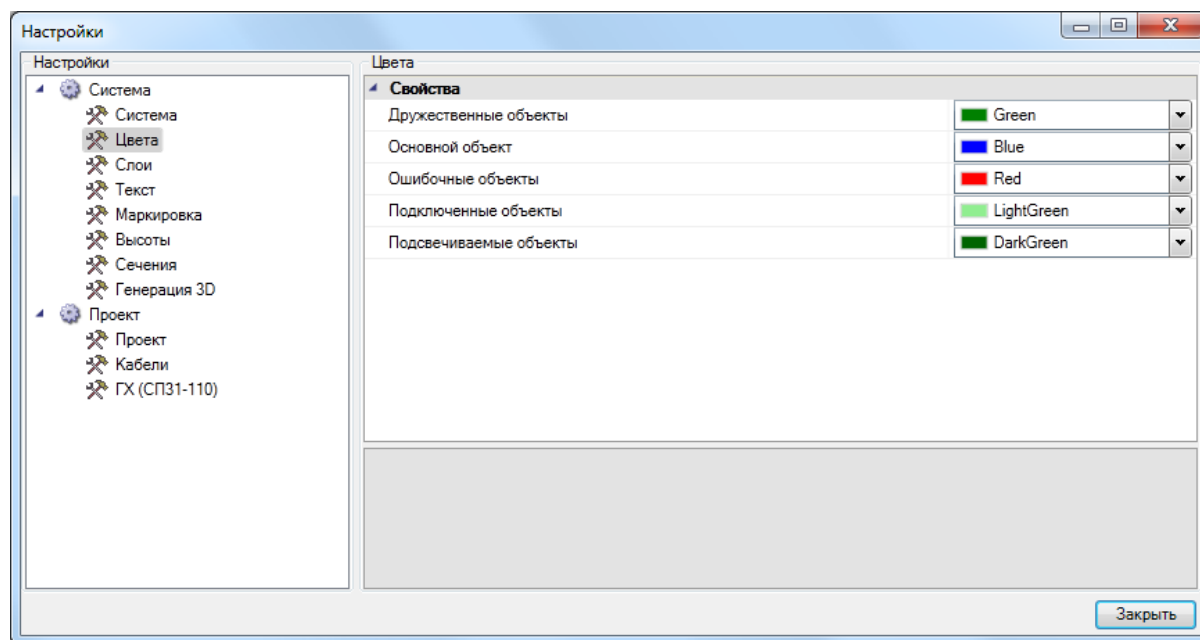 Настройки
Настройки
Система
Система
Цвета
Слои
Текст
Маркировка
Высоты
Сечения
Генерация 3D
Проект
Проект
Кабели
ГХ (СП31-110)
Цвета
Свойства
Дружественные объекты Green
Основной объект Blue
Ошибочные объекты Red
Подключенные объекты LightGreen
Подсвечиваемые объекты DarkGreen
Закрыть